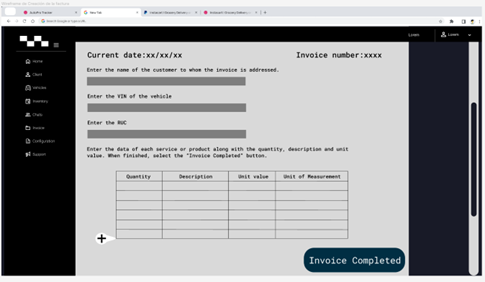 New Tab
Lorem
Lorem
Current date:xx/xx/xx
Invoice number:xxxx
Home
Client
Vehicles
Inventory
Chats
Invoice
Configuration
Support
Enter the name of the customer to whom the invoice is addressed.
Enter the VIN of the vehicle
Enter the RUC
Enter the data of each service or product along with the quantity, description and unit
value. When finished, select the "Invoice Completed" button.
Quantity Description Unit value Unit of Measurement
Invoice Completed